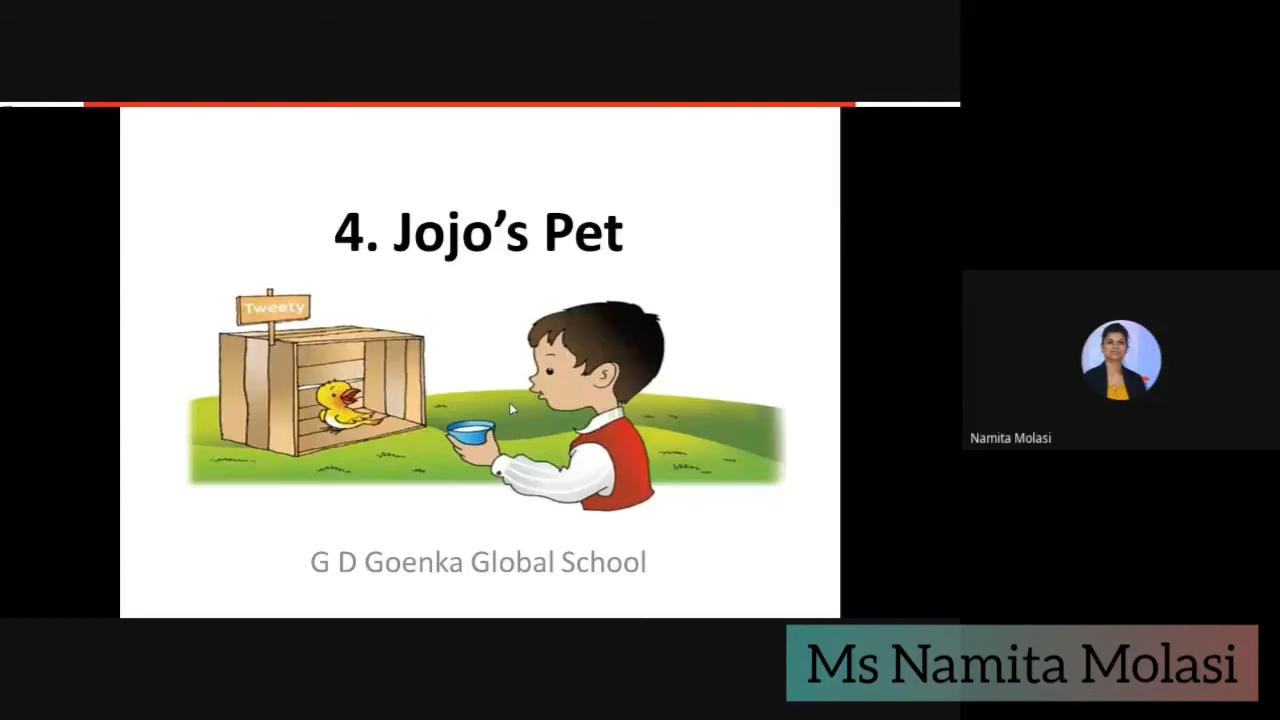 4. Jojo's Pet
Tweety
G D Goenka Global School
Namita Molasi
Ms Namita Molasi